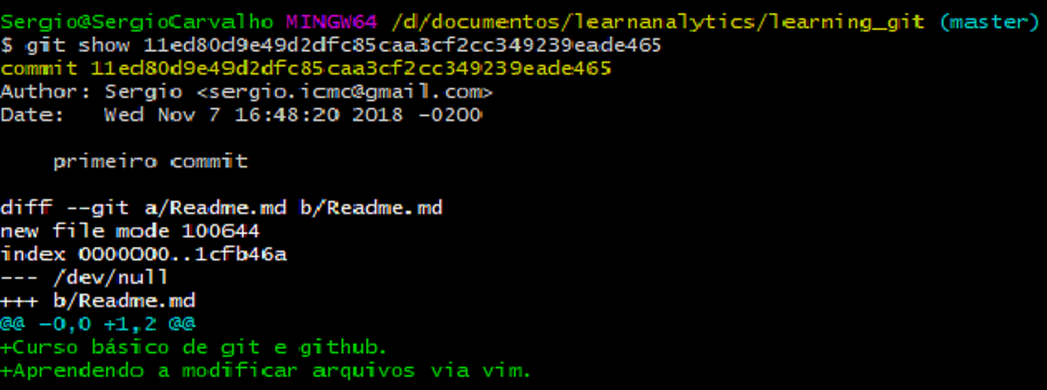 Sergio@SergioCarvalho MINGW64 /d/documentos/learnanalytics/learning_git (master)
$ git show 11ed80d9e49d2dfc85caa3cf2cc349239eade465
commit 11ed80d9e49d2dfc85caa3cf2cc349239eade465
Author: Sergio <sergio.icmc@gmail.com>
Date:   Wed Nov 7 16:48:20 2018 -0200
    primeiro commit
diff --git a/Readme.md b/Readme.md
new file mode 100644
index 0000000..1cfb46a
--- /dev/null
+++ b/Readme.md
@@ -0,0 +1,2 @@
+Curso básico de git e github.
+Aprendendo a modificar arquivos via vim.